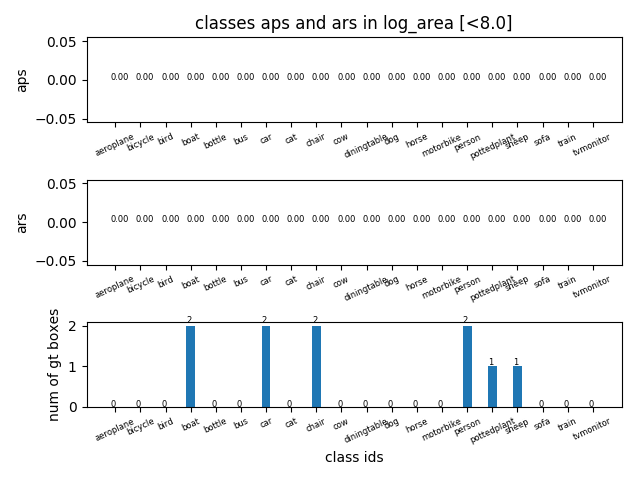 classes aps and ars in log_area [<8.0]
aps
0.05
0.00
−0.05
0.00 0.00 0.00 0.00 0.00 0.00 0.00 0.00 0.00 0.00 0.00 0.00 0.00 0.00 0.00 0.00 0.00 0.00 0.00 0.00
aeroplane bicycle bird boat bottle bus car cat chair cow diningtable dog horse motorbike person pottedplant sheep sofa train tvmonitor
ars
0.05
0.00
−0.05
0.00 0.00 0.00 0.00 0.00 0.00 0.00 0.00 0.00 0.00 0.00 0.00 0.00 0.00 0.00 0.00 0.00 0.00 0.00 0.00
aeroplane bicycle bird boat bottle bus car cat chair cow diningtable dog horse motorbike person pottedplant sheep sofa train tvmonitor
num of gt boxes
2
1
0
0 0 0 2 0 0 2 0 2 0 0 0 0 0 2 1 1 0 0 0
aeroplane bicycle bird boat bottle bus car cat chair cow diningtable dog horse motorbike person pottedplant sheep sofa train tvmonitor
class ids